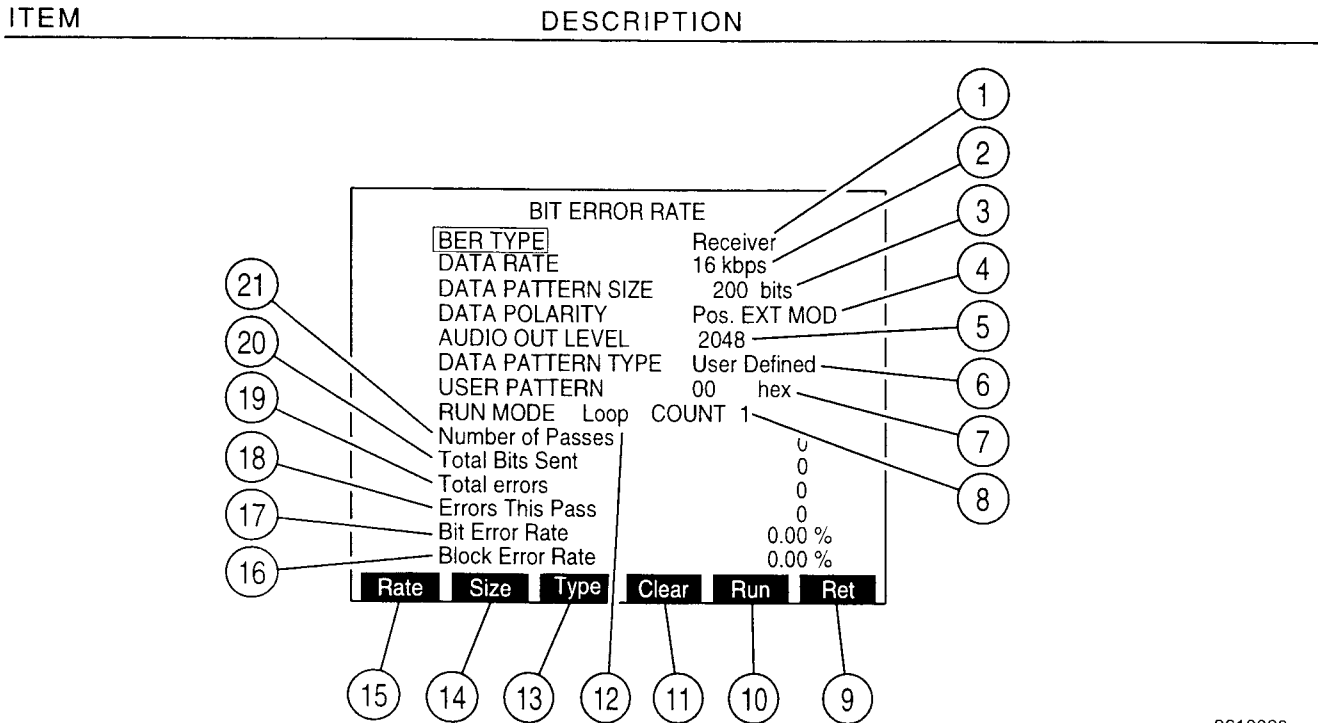 ITEM DESCRIPTION
1
2
3
4
5
6
7
8
BIT ERROR RATE
BER TYPE Receiver
DATA RATE 16 kbps
DATA PATTERN SIZE 200 bits
DATA POLARITY Pos. EXT MOD
AUDIO OUT LEVEL 2048
DATA PATTERN TYPE User Defined
USER PATTERN 00 hex
RUN MODE Loop COUNT 1
Number of Passes 0
Total Bits Sent 0
Total errors 0
Errors This Pass 0
Bit Error Rate 0.00 %
Block Error Rate 0.00 %
Rate Size Type Clear Run Ret
21
20
19
18
17
16
15 14 13 12 11 10 9